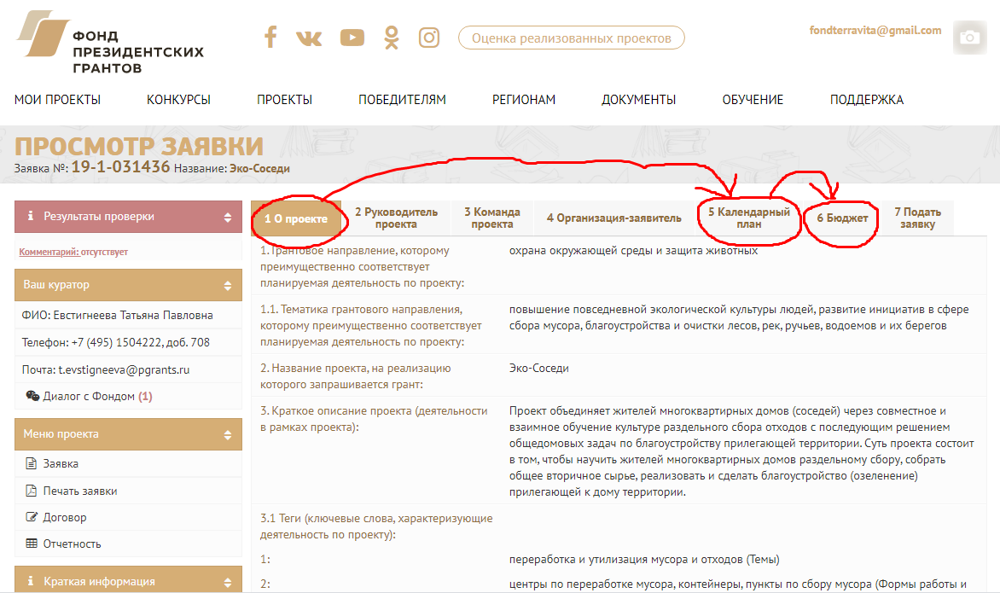 ФОНД
ПРЕЗИДЕНТСКИХ
ГРАНТОВ
Оценка реализованных проектов
fondterravita@gmail.com
МОИ ПРОЕКТЫ КОНКУРСЫ ПРОЕКТЫ ПОБЕДИТЕЛЯМ РЕГИОНАМ ДОКУМЕНТЫ ОБУЧЕНИЕ ПОДДЕРЖКА
ПРОСМОТР ЗАЯВКИ
Заявка №: 19-1-031436 Название: Эко-Соседи
Результаты проверки
Комментарий: отсутствует
Ваш куратор
ФИО: Евстигнеева Татьяна Павловна
Телефон: +7 (495) 1504222, доб. 708
Почта: t.evstigneeva@pgrants.ru
Диалог с Фондом (1)
Меню проекта
Заявка
Печать заявки
Договор
Отчетность
Краткая информация
1 О проекте
2 Руководитель
проекта
3 Команда
проекта
4 Организация-заявитель
5 Календарный
план
6 Бюджет
7 Подать
заявку
1. Грантовое направление, которому
преимущественно соответствует
планируемая деятельность по проекту:
охрана окружающей среды и защита животных
1.1. Тематика грантового направления,
которому преимущественно соответствует
планируемая деятельность по проекту:
повышение повседневной экологической культуры людей, развитие инициатив в сфере
сбора мусора, благоустройства и очистки лесов, рек, ручьев, водоемов и их берегов
2. Название проекта, на реализацию
которого запрашивается грант:
Эко-Соседи
3. Краткое описание проекта (деятельности
в рамках проекта):
Проект объединяет жителей многоквартирных домов (соседей) через совместное и
взаимное обучение культуре раздельного сбора отходов с последующим решением
общедомовых задач по благоустройству прилегающей территории. Суть проекта состоит
в том, чтобы научить жителей многоквартирных домов раздельному сбору, собрать
общее вторичное сырье, реализовать и сделать благоустройство (озеленение)
прилегающей к дому территории.
3.1 Теги (ключевые слова, характеризующие
деятельность по проекту):
1:
переработка и утилизация мусора и отходов (Темы)
2:
центры по переработке мусора, контейнеры, пункты по сбору мусора (Формы работы и